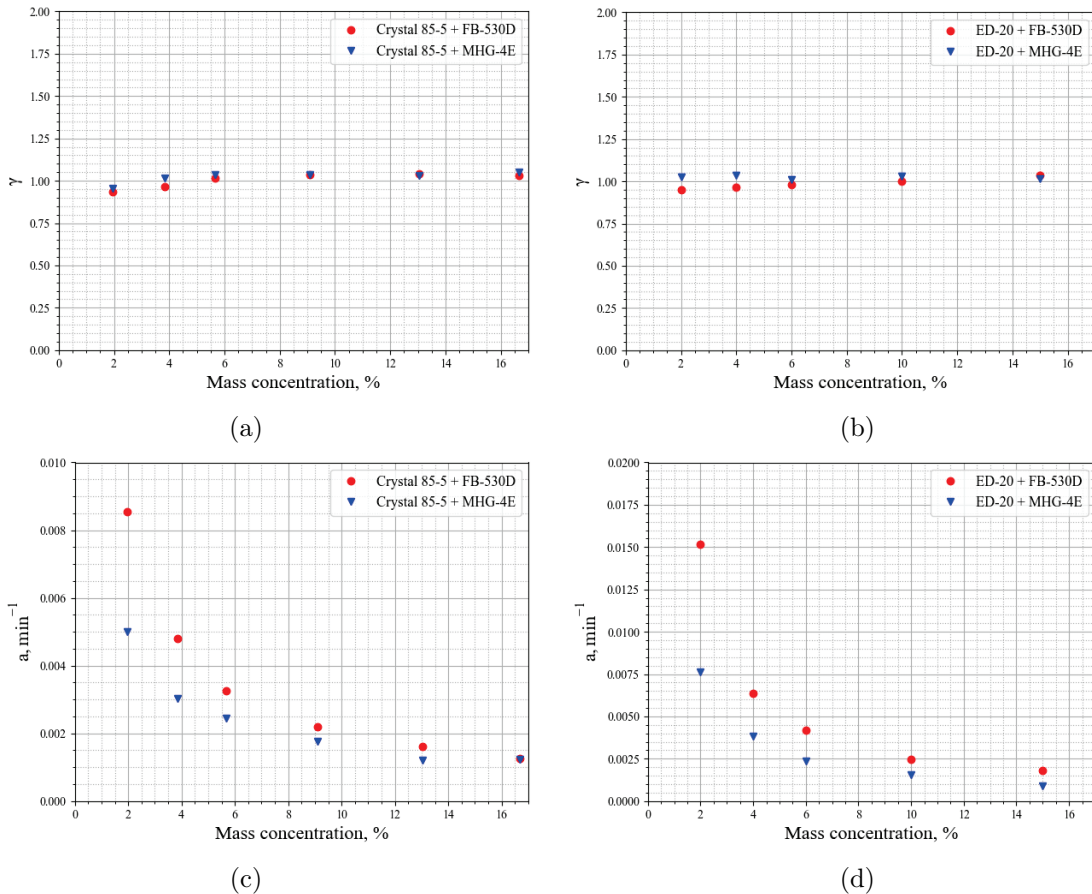 2.00
1.75
1.50
1.25
1.00
0.75
0.50
0.25
0.00
γ
Crystal 85-5 + FB-530D
Crystal 85-5 + MHG-4E
0 2 4 6 8 10 12 14 16
Mass concentration, %
(a)
2.00
1.75
1.50
1.25
1.00
0.75
0.50
0.25
0.00
γ
ED-20 + FB-530D
ED-20 + MHG-4E
0 2 4 6 8 10 12 14 16
Mass concentration, %
(b)
0.010
0.008
0.006
0.004
0.002
0.000
a, min⁻¹
Crystal 85-5 + FB-530D
Crystal 85-5 + MHG-4E
0 2 4 6 8 10 12 14 16
Mass concentration, %
(c)
0.0200
0.0175
0.0150
0.0125
0.0100
0.0075
0.0050
0.0025
0.0000
a, min⁻¹
ED-20 + FB-530D
ED-20 + MHG-4E
0 2 4 6 8 10 12 14 16
Mass concentration, %
(d)